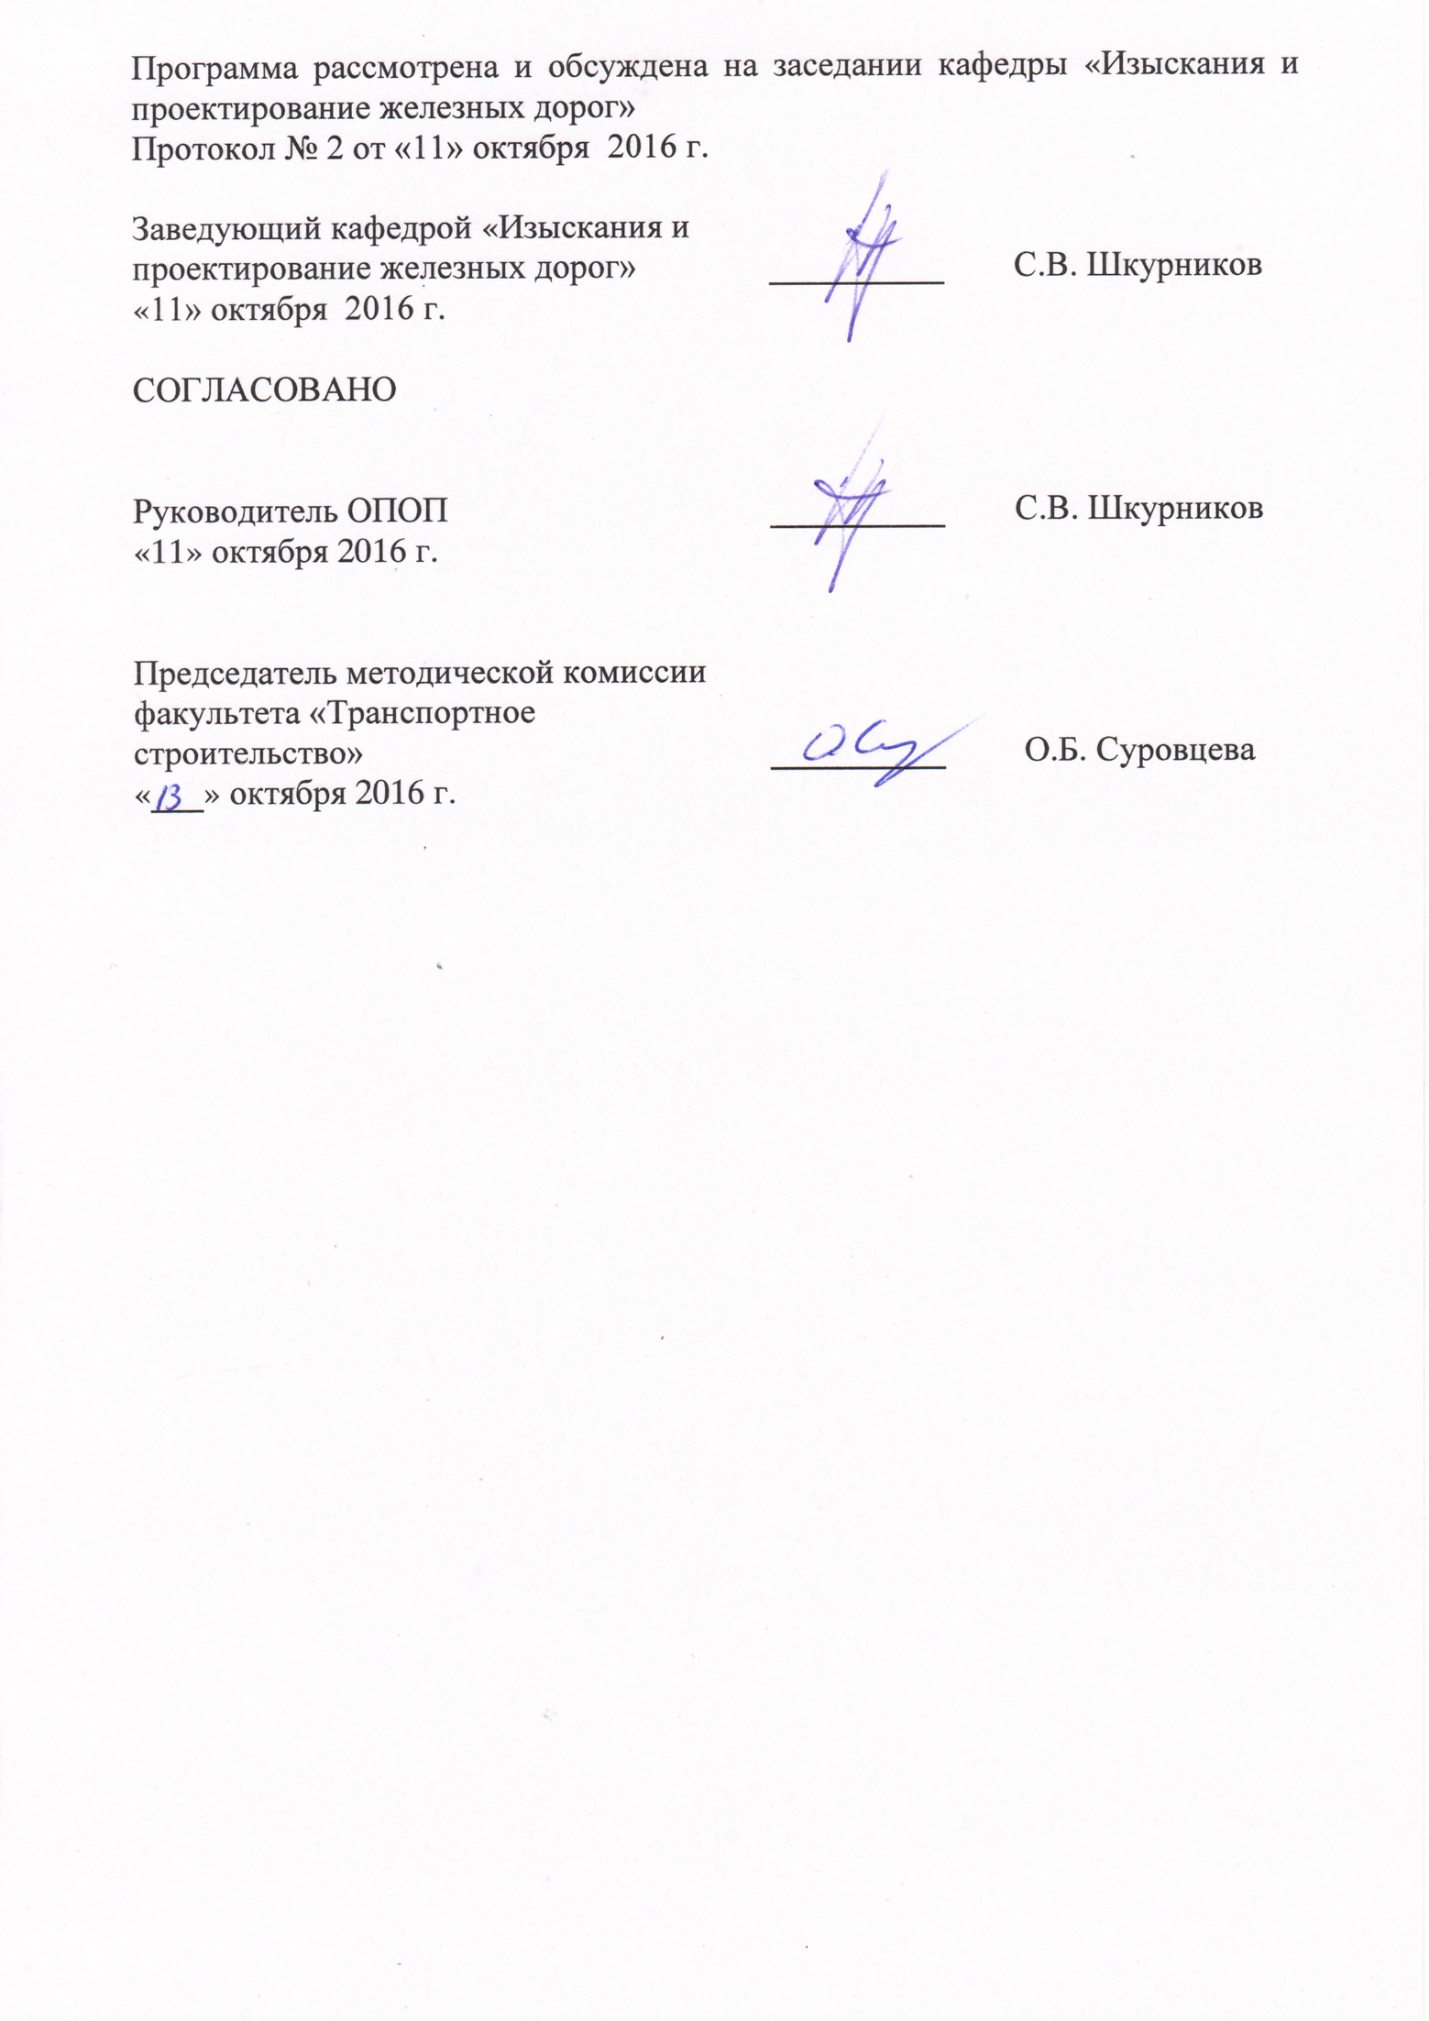 Программа рассмотрена и обсуждена на заседании кафедры «Изыскания и
проектирование железных дорог»
Протокол № 2 от «11» октября 2016 г.
Заведующий кафедрой «Изыскания и
проектирование железных дорог» С.В. Шкурников
«11» октября 2016 г.
СОГЛАСОВАНО
Руководитель ОПОП С.В. Шкурников
«11» октября 2016 г.
Председатель методической комиссии
факультета «Транспортное
строительство» О.Б. Суровцева
«13» октября 2016 г.